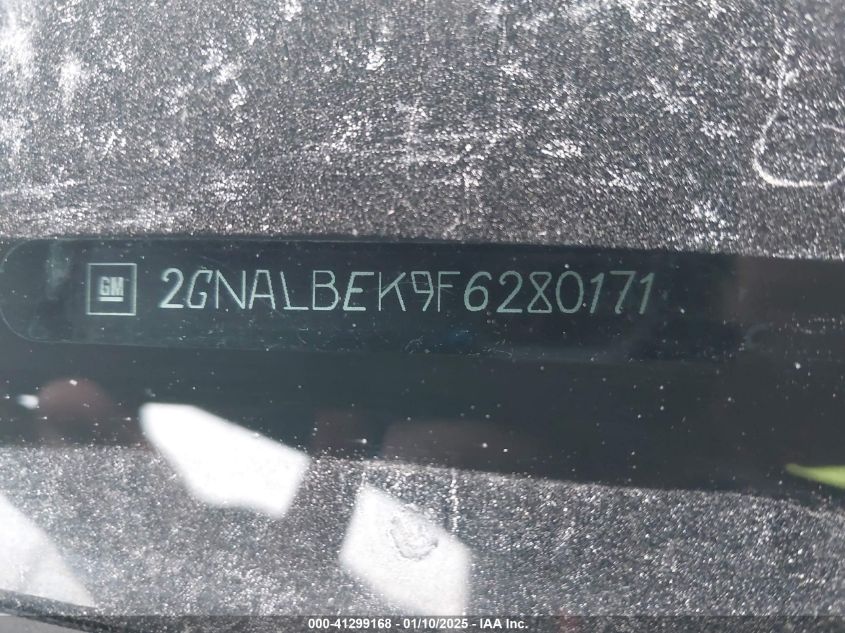 GM 2GNALBEK9F6280171
000-41299168 - 01/10/2025 - IAA Inc.